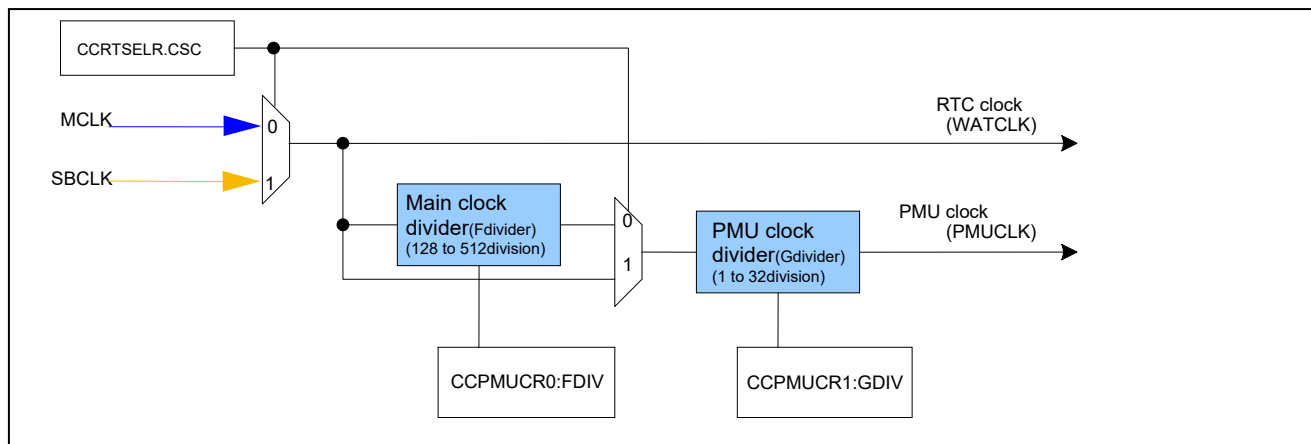 CCRTSELR.CSC
MCLK
0
RTC clock
(WATCLK)
SBCLK
1
Main clock
divider(Fdivider)
(128 to 512division)
0
1
PMU clock
divider(Gdivider)
(1 to 32division)
PMU clock
(PMUCLK)
CCPMUCR0:FDIV
CCPMUCR1:GDIV